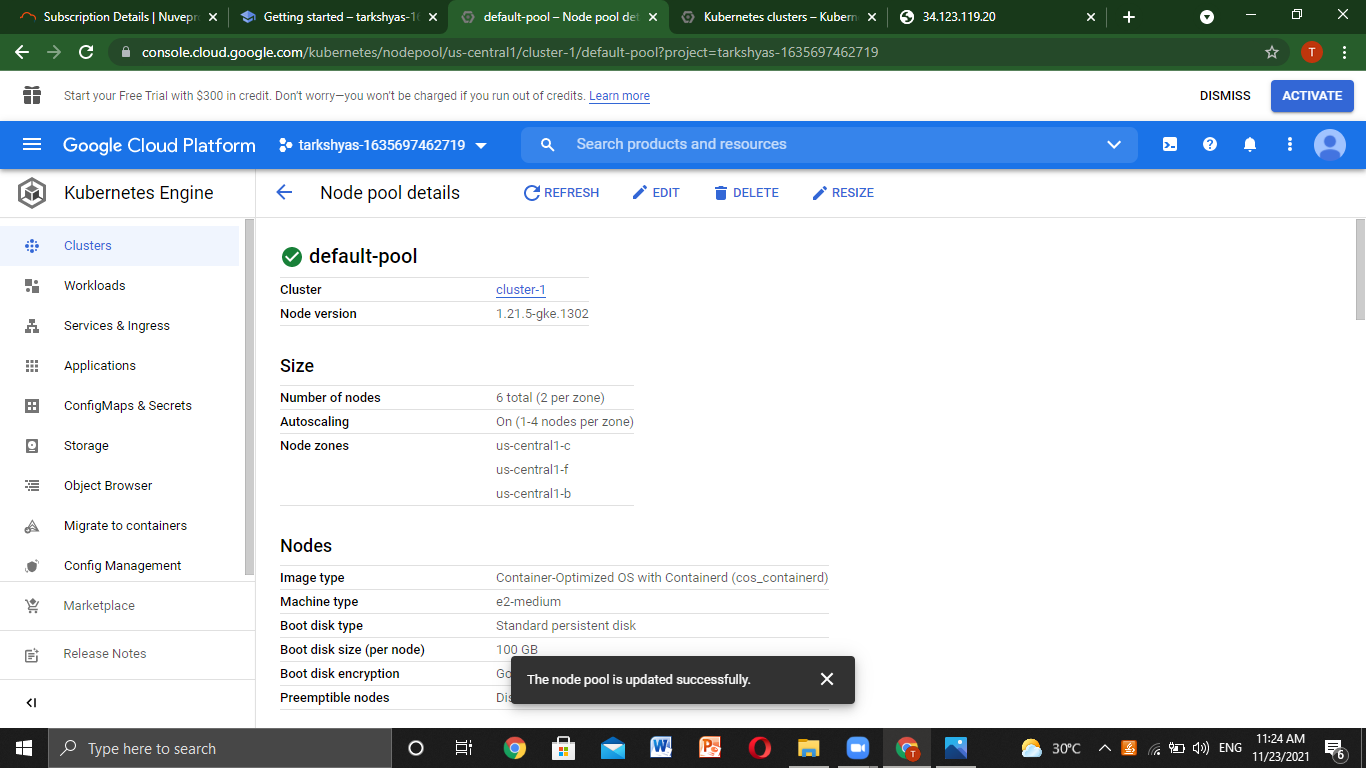 Subscription Details | Nuvepr
Getting started – tarkshyas-1
default-pool – Node pool det
Kubernetes clusters – Kubern
34.123.119.20
console.cloud.google.com/kubernetes/nodepool/us-central1/cluster-1/default-pool?project=tarkshyas-1635697462719
T
Start your Free Trial with $300 in credit. Don't worry—you won't be charged if you run out of credits. Learn more
DISMISS
ACTIVATE
Google Cloud Platform
tarkshyas-1635697462719
Search products and resources
Kubernetes Engine
Node pool details
REFRESH
EDIT
DELETE
RESIZE
Clusters
Workloads
Services & Ingress
Applications
ConfigMaps & Secrets
Storage
Object Browser
Migrate to containers
Config Management
Marketplace
Release Notes
default-pool
Cluster cluster-1
Node version 1.21.5-gke.1302
Size
Number of nodes 6 total (2 per zone)
Autoscaling On (1-4 nodes per zone)
Node zones us-central1-c
us-central1-f
us-central1-b
Nodes
Image type Container-Optimized OS with Containerd (cos_containerd)
Machine type e2-medium
Boot disk type Standard persistent disk
Boot disk size (per node) 100 GB
Boot disk encryption Go
Preemptible nodes Dis
The node pool is updated successfully.
Type here to search
30°C
ENG
11:24 AM
11/23/2021
6